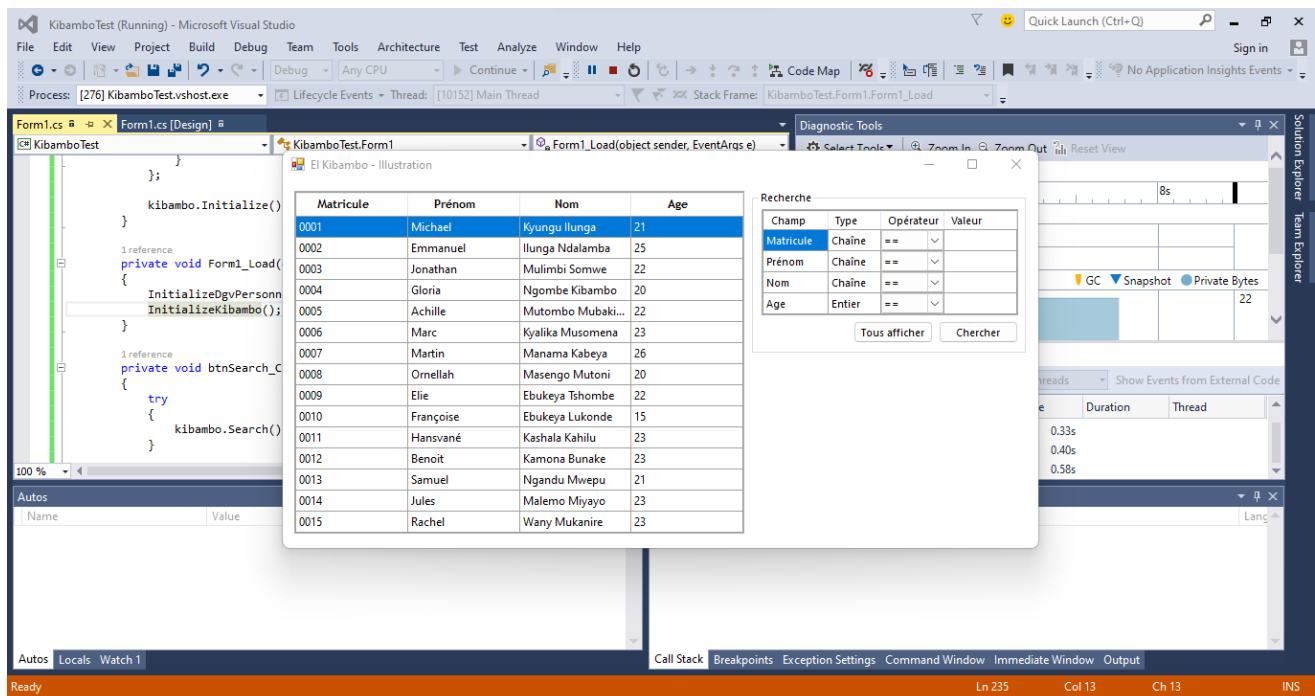 KibamboTest (Running) - Microsoft Visual Studio
Quick Launch (Ctrl+Q)
File Edit View Project Build Debug Team Tools Architecture Test Analyze Window Help
Sign in
Debug Any CPU Continue Code Map No Application Insights Events
Process: [276] KibamboTest.vshost.exe Lifecycle Events Thread: [10152] Main Thread Stack Frame: KibamboTest.Form1.Form1_Load
Form1.cs Form1.cs [Design]
C# KibamboTest KibamboTest.Form1 Form1_Load(object sender, EventArgs e)
}
};
kibambo.Initialize()
}
1 reference
private void Form1_Load(
{
InitializeDgvPersonn
InitializeKibambo();
}
1 reference
private void btnSearch_C
{
try
{
kibambo.Search()
}
100 %
El Kibambo - Illustration
Matricule Prénom Nom Age
0001 Michael Kyungu Ilunga 21
0002 Emmanuel Ilunga Ndalamba 25
0003 Jonathan Mulimbi Somwe 22
0004 Gloria Ngombe Kibambo 20
0005 Achille Mutombo Mubaki... 22
0006 Marc Kyalika Musomena 23
0007 Martin Manama Kabeya 26
0008 Ornellah Masengo Mutoni 20
0009 Elie Ebukeya Tshombe 22
0010 Françoise Ebukeya Lukonde 15
0011 Hansvané Kashala Kahilu 23
0012 Benoit Kamona Bunake 23
0013 Samuel Ngandu Mwepu 21
0014 Jules Malemo Miyayo 23
0015 Rachel Wany Mukanire 23
Recherche
Champ Type Opérateur Valeur
Matricule Chaîne ==
Prénom Chaîne ==
Nom Chaîne ==
Age Entier ==
Tous afficher Chercher
Diagnostic Tools
Select Tools Zoom In Zoom Out Reset View
8s
GC Snapshot Private Bytes
22
Show Events from External Code
Duration Thread
0.33s
0.40s
0.58s
Solution Explorer
Team Explorer
Autos
Name Value
Lang
Autos Locals Watch 1
Call Stack Breakpoints Exception Settings Command Window Immediate Window Output
Ready Ln 235 Col 13 Ch 13 INS